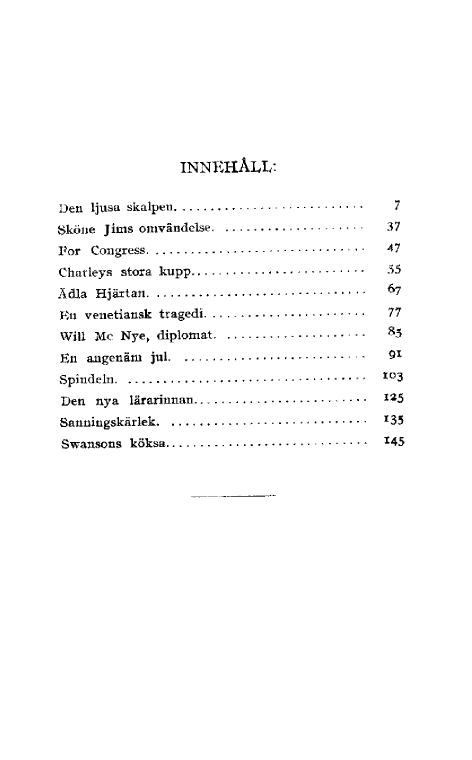 INNEHÅLL:
Den ljusa skalpen. 7
Sköne Jims omvändelse. 37
For Congress. 47
Charleys stora kupp. 55
Ädla Hjärtan. 67
En venetiansk tragedi. 77
Will Mc Nye, diplomat. 85
En angenäm jul. 91
Spindeln. 103
Den nya lärarinnan. 125
Sanningskärlek. 135
Swansons köksa. 145